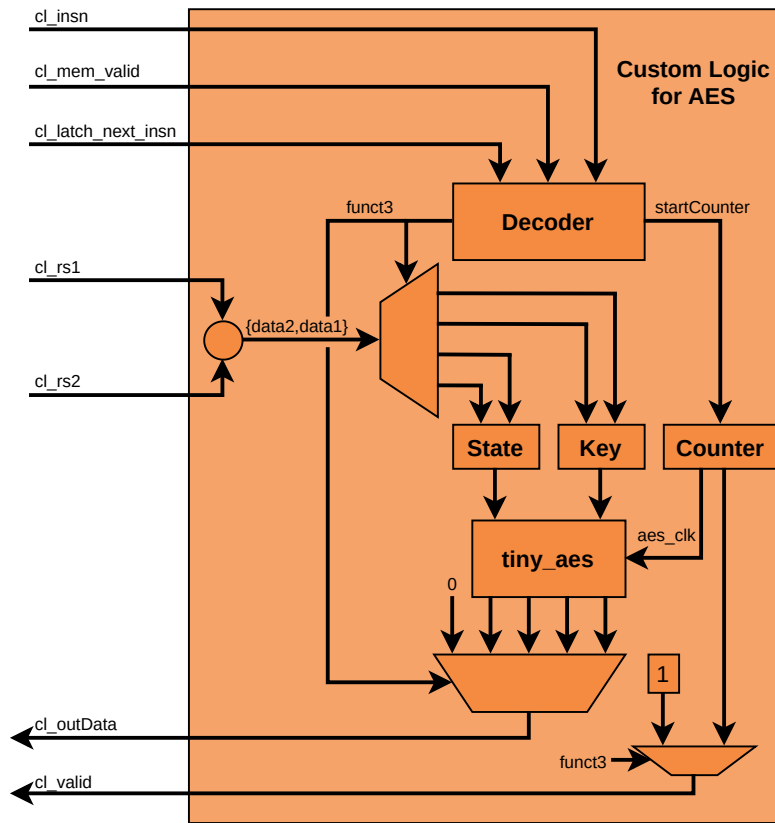 cl_insn
cl_mem_valid
Custom Logic
for AES
cl_latch_next_insn
funct3
Decoder
startCounter
cl_rs1
{data2,data1}
cl_rs2
State
Key
Counter
aes_clk
tiny_aes
0
1
cl_outData
funct3
cl_valid